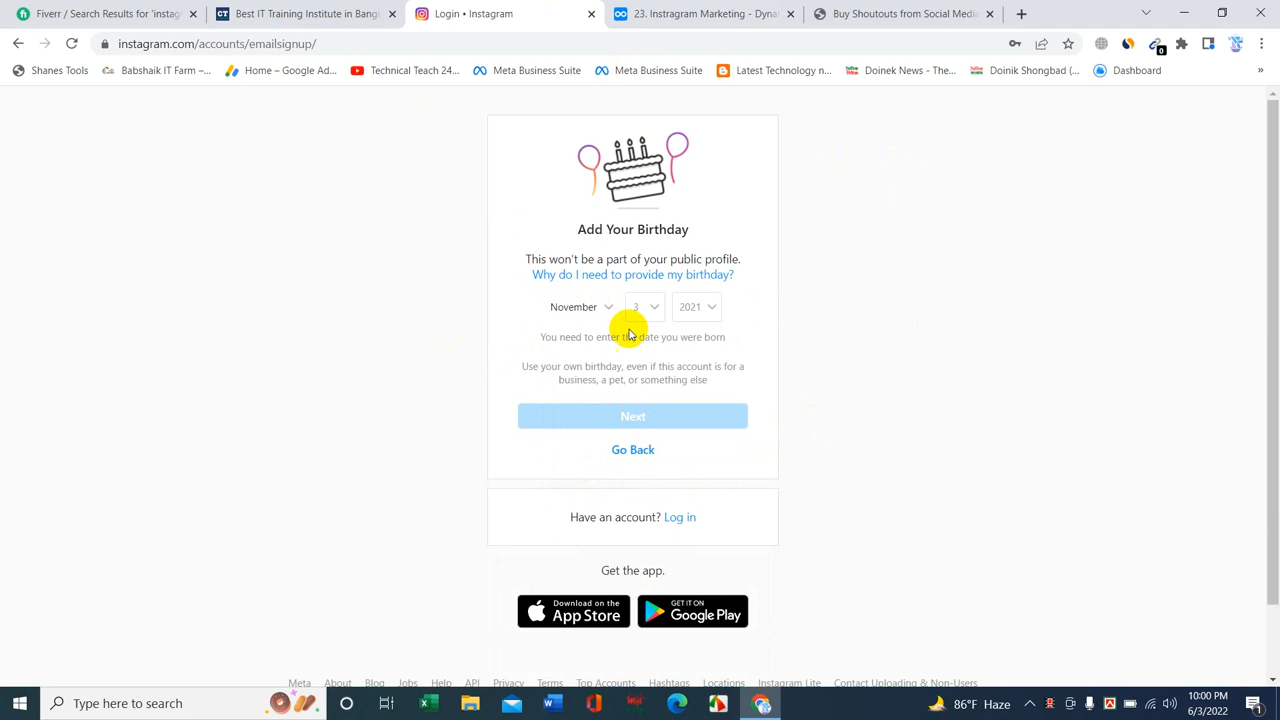 Fiverr / Search Results for 'instag
Best IT Training Institute in Bangl
Login • Instagram
23. Instragram Marketing - Dyna
Buy Shoutouts from Social Media
instagram.com/accounts/emailsignup/
0
Shanes Tools
Babshaik IT Farm –...
Home – Google Ad...
Technical Teach 24...
Meta Business Suite
Meta Business Suite
Latest Technology n...
Doinek News - The...
Doinik Shongbad (...
Dashboard
»
Add Your Birthday
This won't be a part of your public profile.
Why do I need to provide my birthday?
November 3 2021
You need to enter the date you were born
Use your own birthday, even if this account is for a
business, a pet, or something else
Next
Go Back
Have an account? Log in
Get the app.
Download on the
App Store
GET IT ON
Google Play
Meta About Blog Jobs Help API Privacy Terms Top Accounts Hashtags Locations Instagram Lite Contact Uploading & Non-Users
Type here to search
86°F Haze
10:00 PM
6/3/2022
1